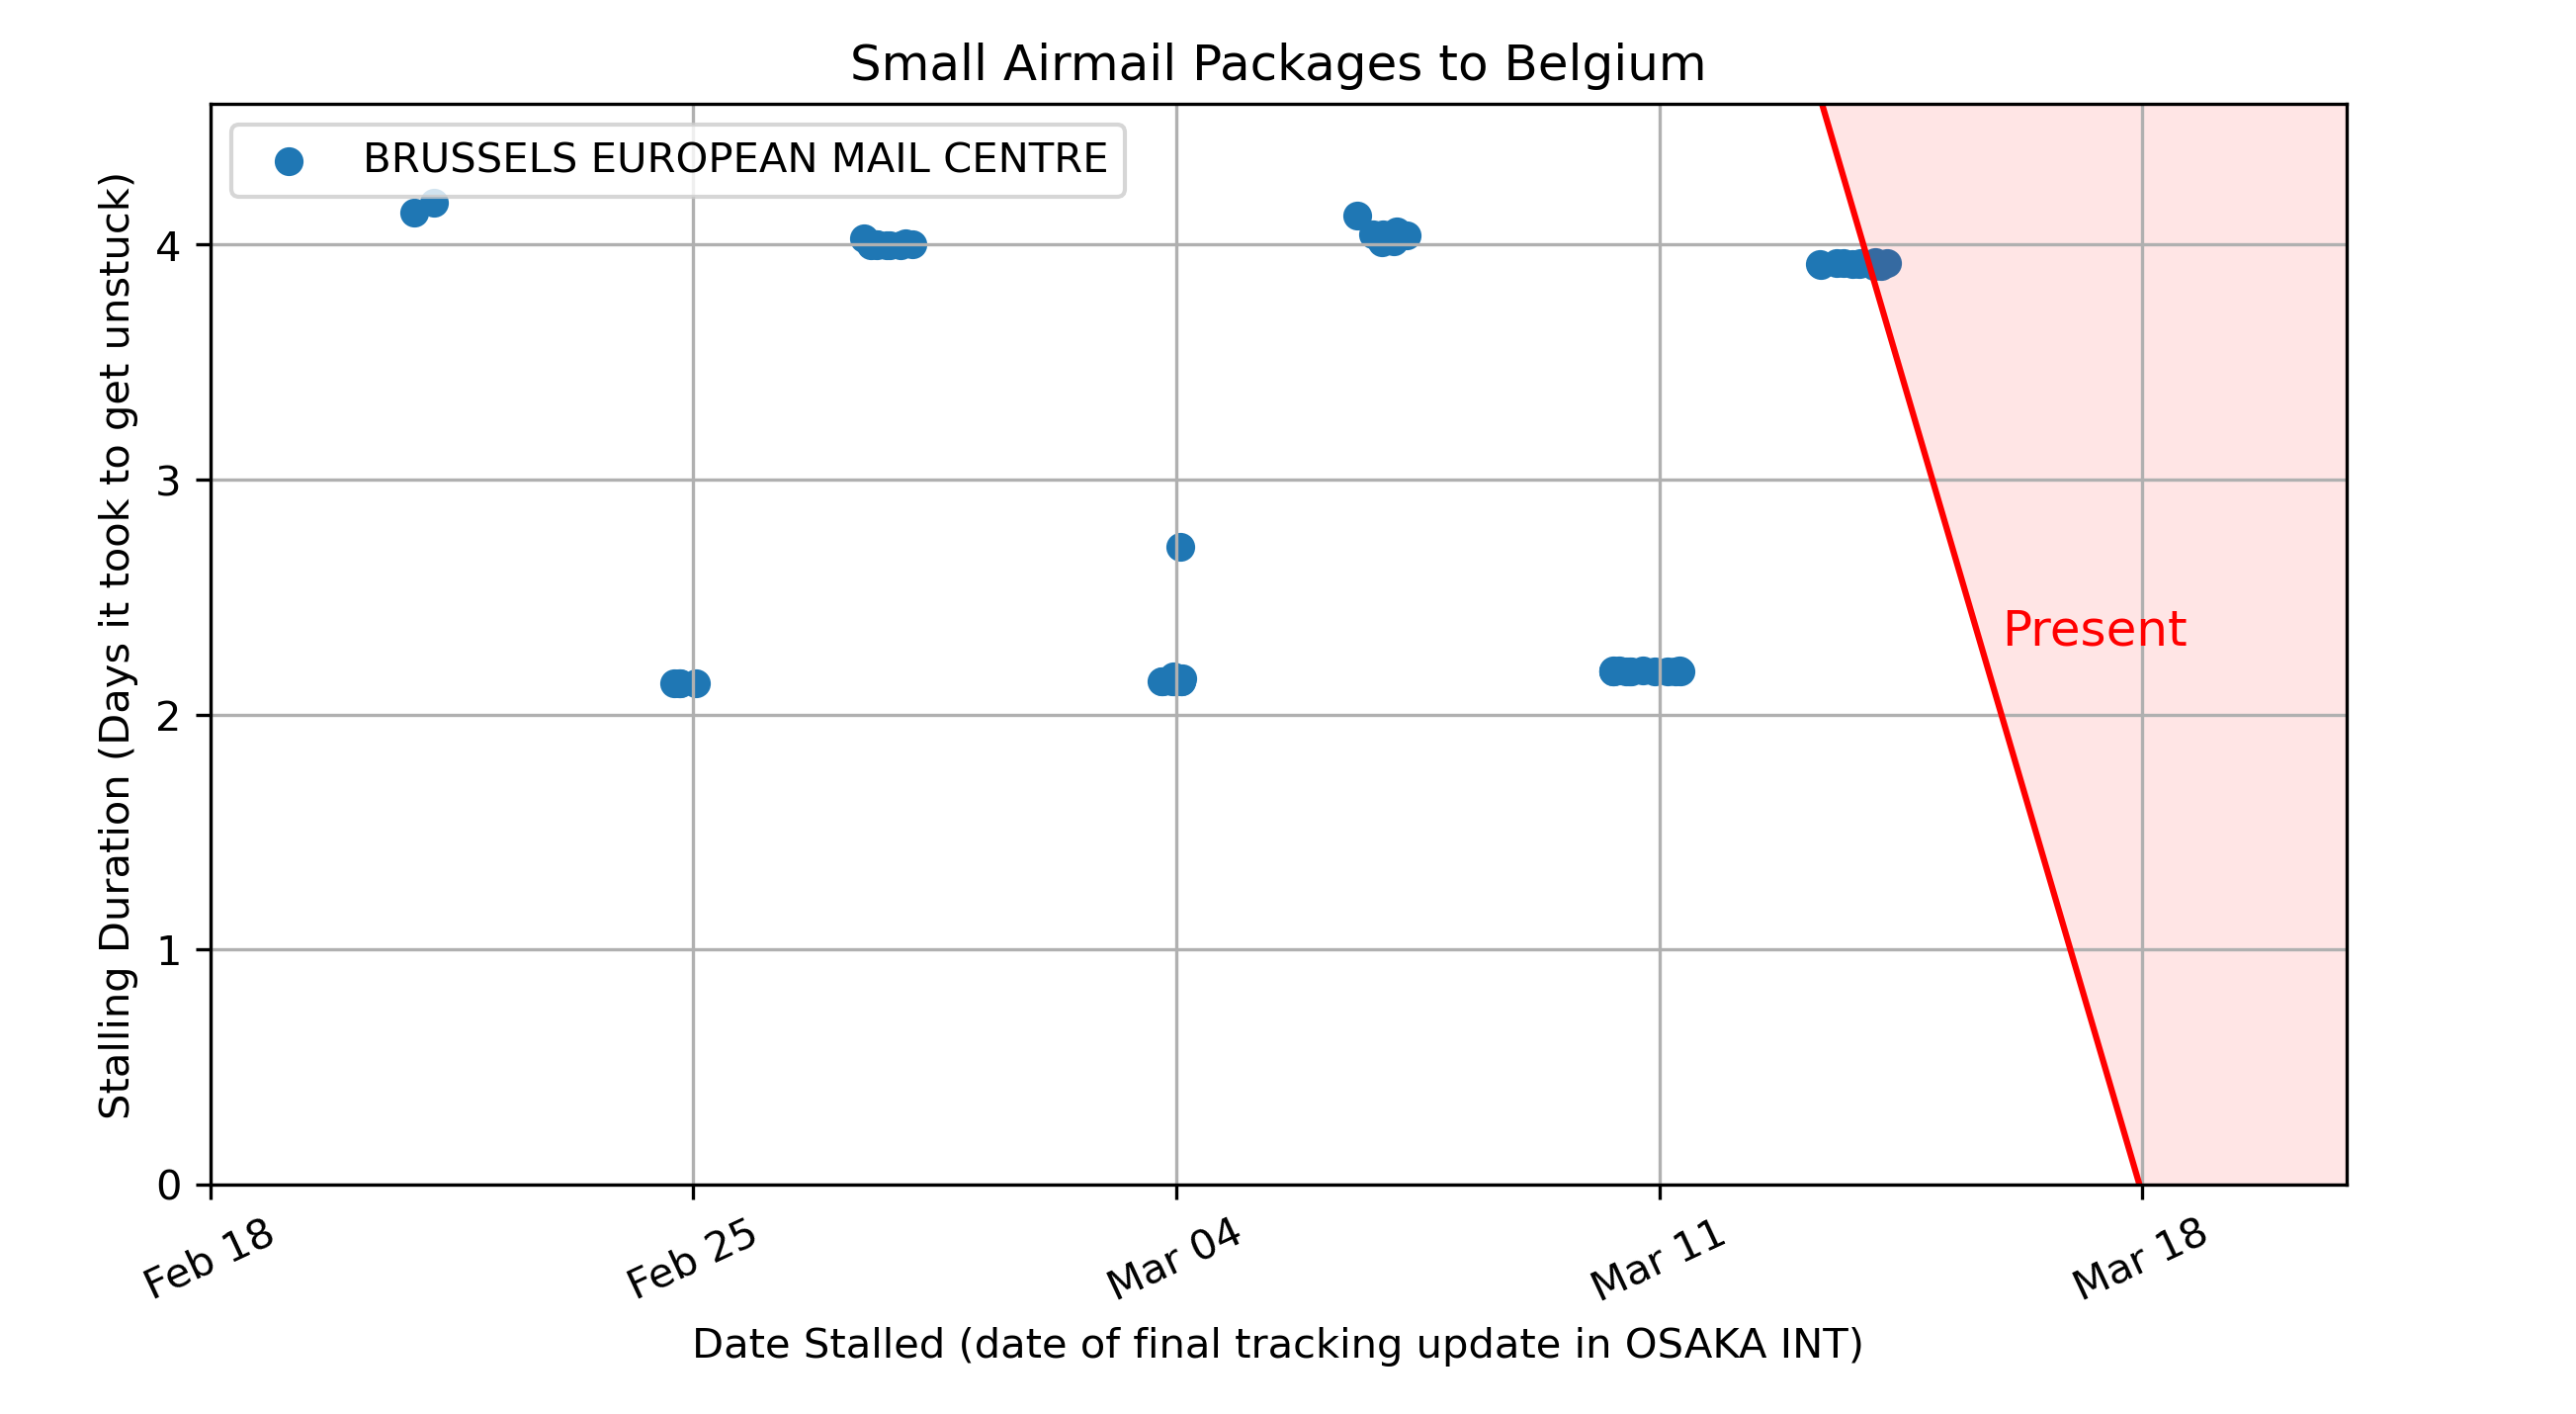 Small Airmail Packages to Belgium
BRUSSELS EUROPEAN MAIL CENTRE
Stalling Duration (Days it took to get unstuck)
4
3
2
1
0
Present
Feb 18
Feb 25
Mar 04
Mar 11
Mar 18
Date Stalled (date of final tracking update in OSAKA INT)